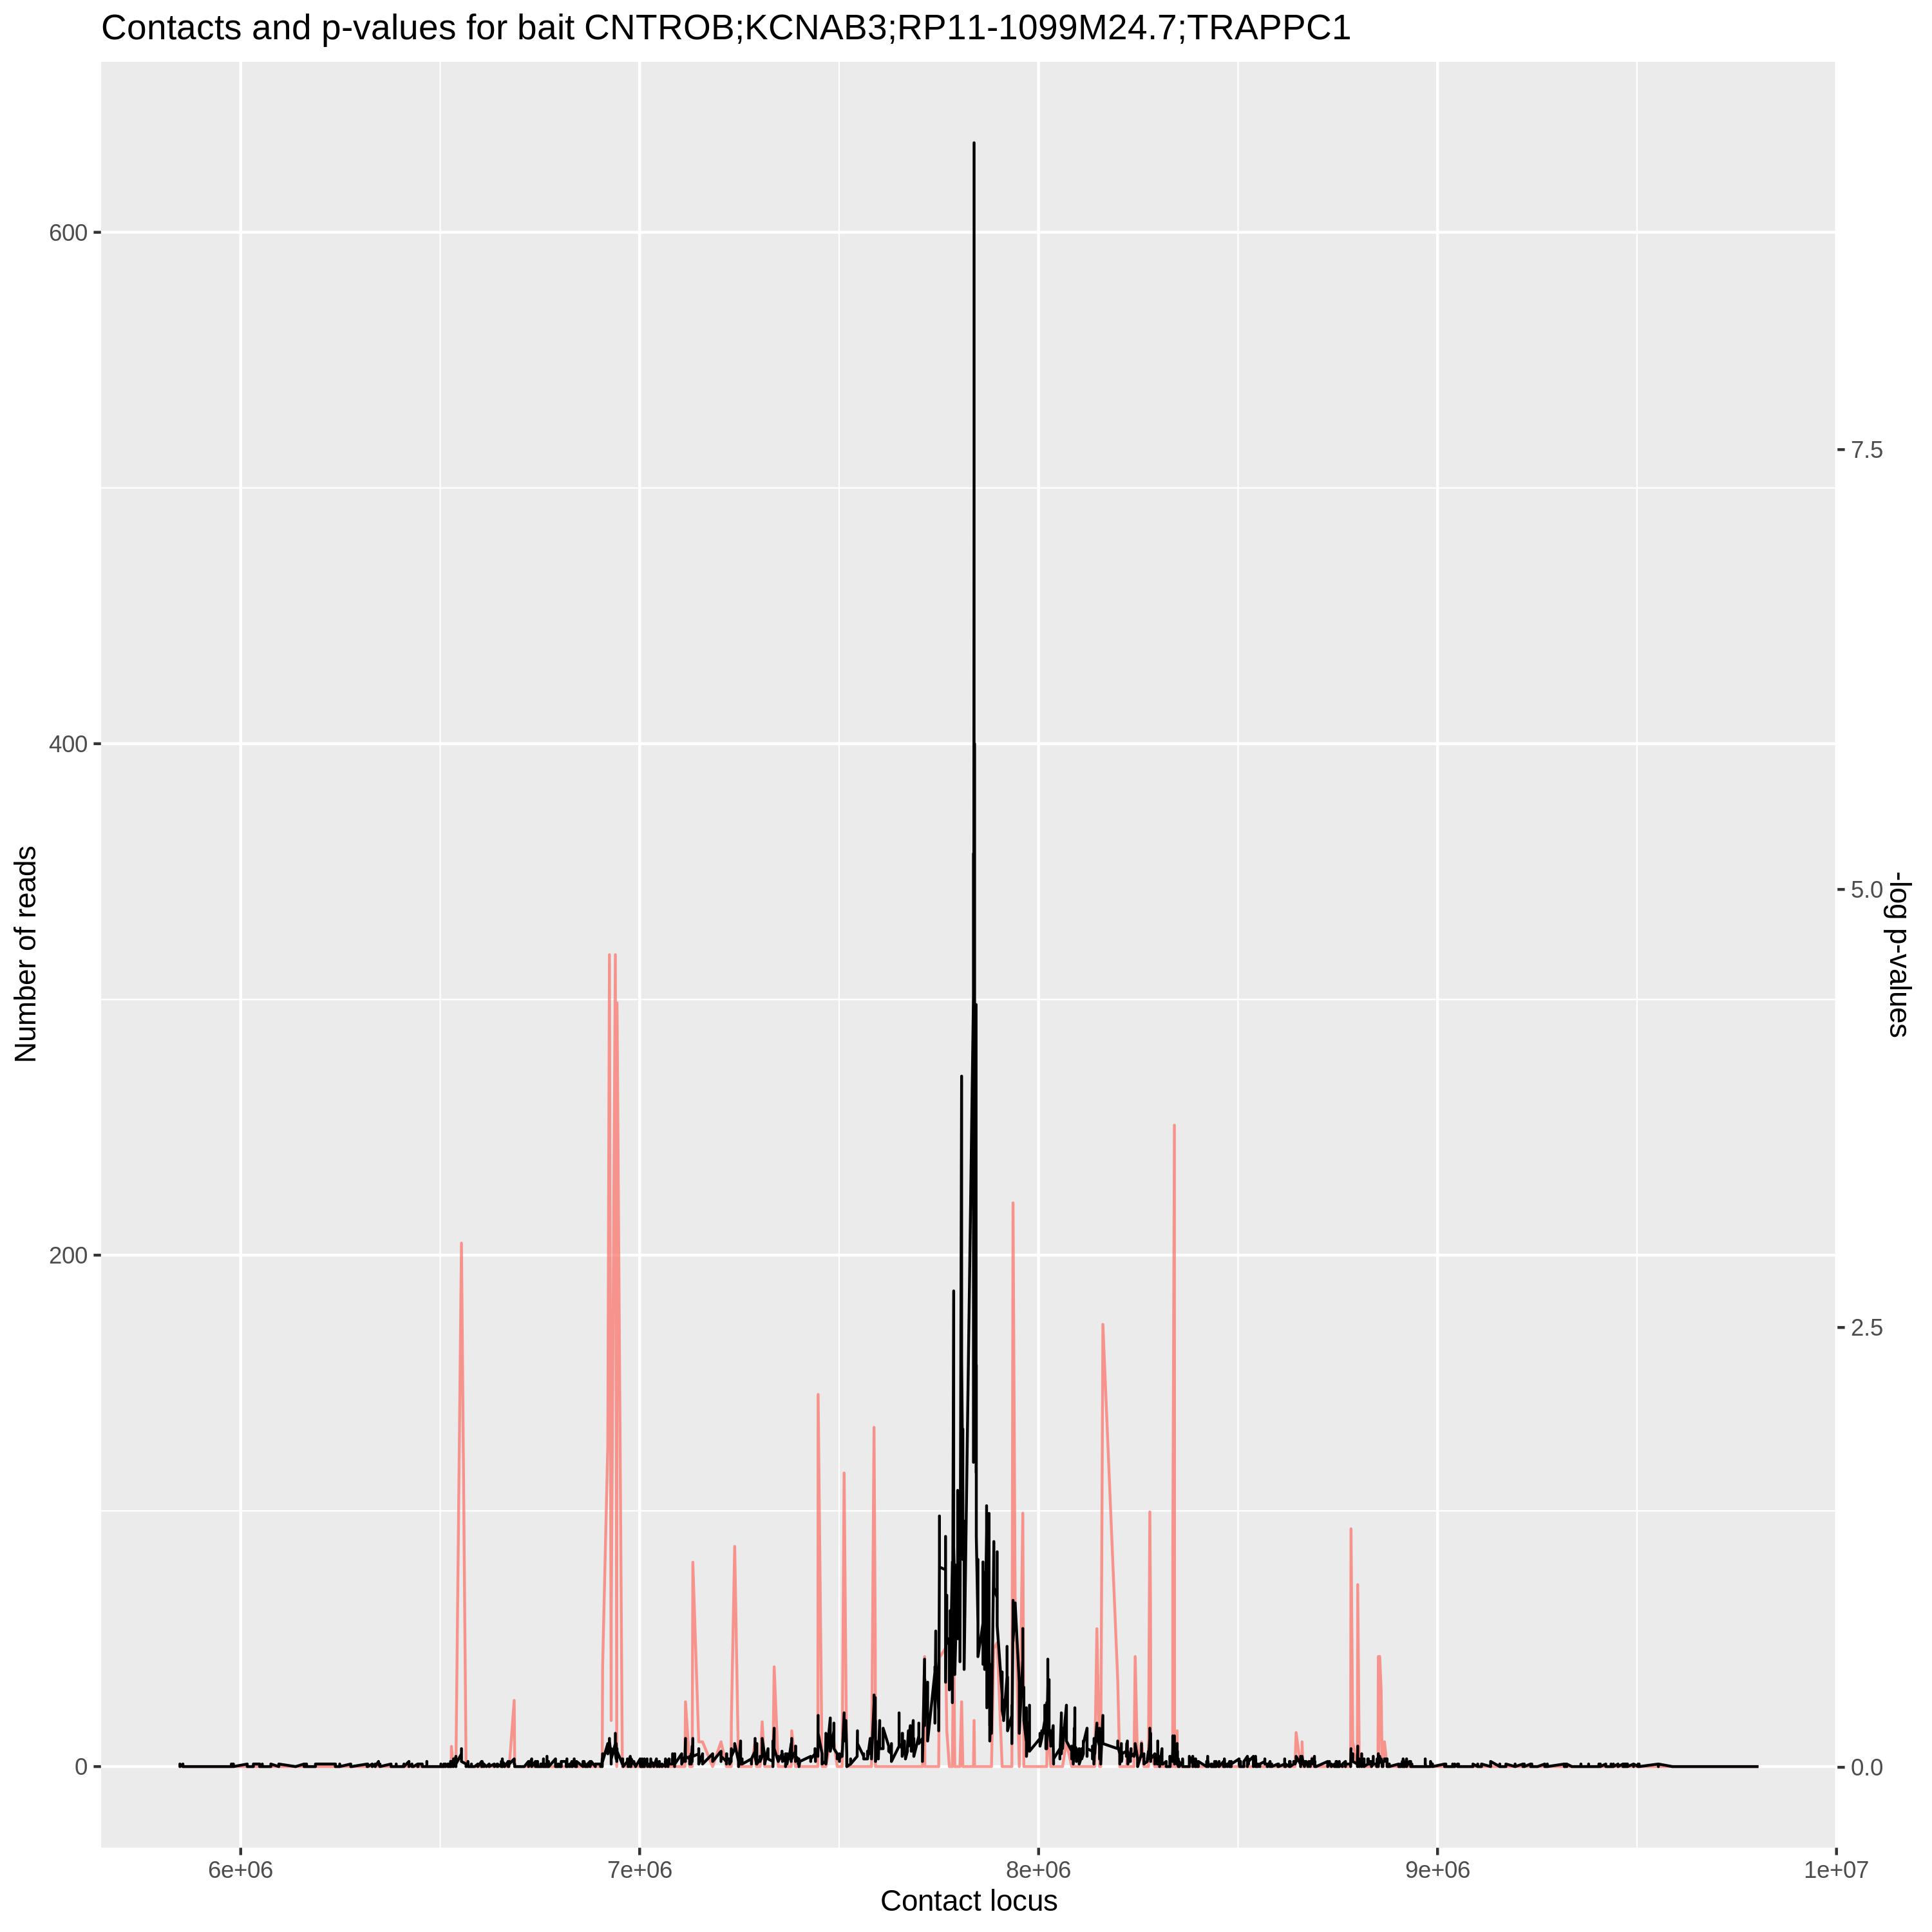 Contacts and p-values for bait CNTROB;KCNAB3;RP11-1099M24.7;TRAPPC1
Number of reads
600
400
200
0
7.5
5.0
2.5
0.0
-log p-values
6e+06
7e+06
8e+06
9e+06
1e+07
Contact locus